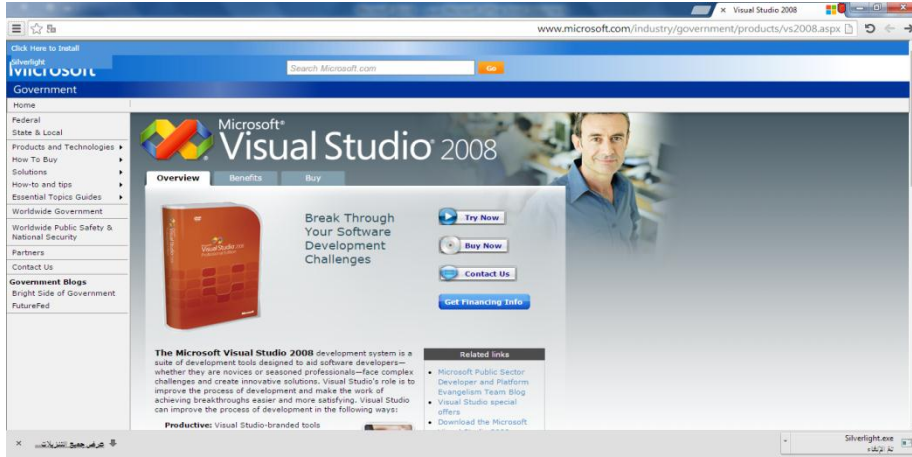 Visual Studio 2008
www.microsoft.com/industry/government/products/vs2008.aspx
Click Here to Install
Silverlight
Microsoft
Search Microsoft.com
Go
Government
Home
Federal
State & Local
Products and Technologies
How To Buy
Solutions
How-to and tips
Essential Topics Guides
Worldwide Government
Worldwide Public Safety &
National Security
Partners
Contact Us
Government Blogs
Bright Side of Government
FutureFed
Microsoft®
Visual Studio® 2008
Overview
Benefits
Buy
Visual Studio 2008
Break Through
Your Software
Development
Challenges
Try Now
Buy Now
Contact Us
Get Financing Info
The Microsoft Visual Studio 2008 development system is a
suite of development tools designed to aid software developers—
whether they are novices or seasoned professionals—face complex
challenges and create innovative solutions. Visual Studio's role is to
improve the process of development and make the work of
achieving breakthroughs easier and more satisfying. Visual Studio
can improve the process of development in the following ways:
Productive: Visual Studio-branded tools
Related links
Microsoft Public Sector
Developer and Platform
Evangelism Team Blog
Visual Studio special
offers
Download the Microsoft
عرض جميع التنزيلات...
Silverlight.exe
تم الإلغاء